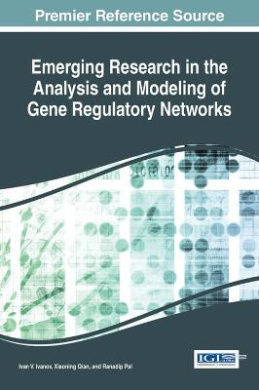 Premier Reference Source
Emerging Research in the
Analysis and Modeling of
Gene Regulatory Networks
Ivan V. Ivanov, Xiaoning Qian, and Ranadip Pal
IGI